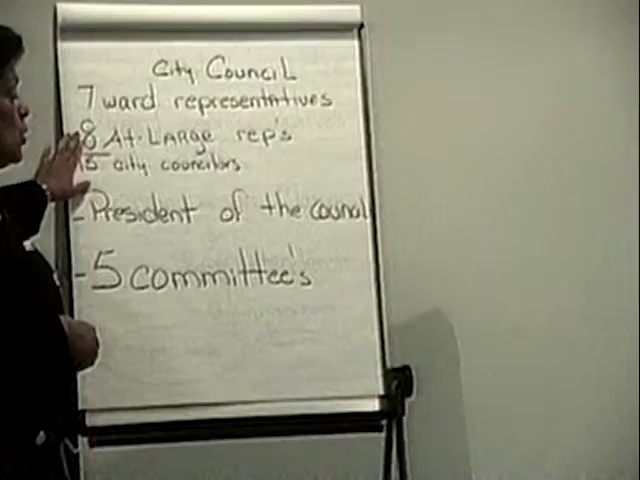 City Council
7 ward representatives
8 At-Large rep's
15 city councilors
- President of the council
- 5 committee's